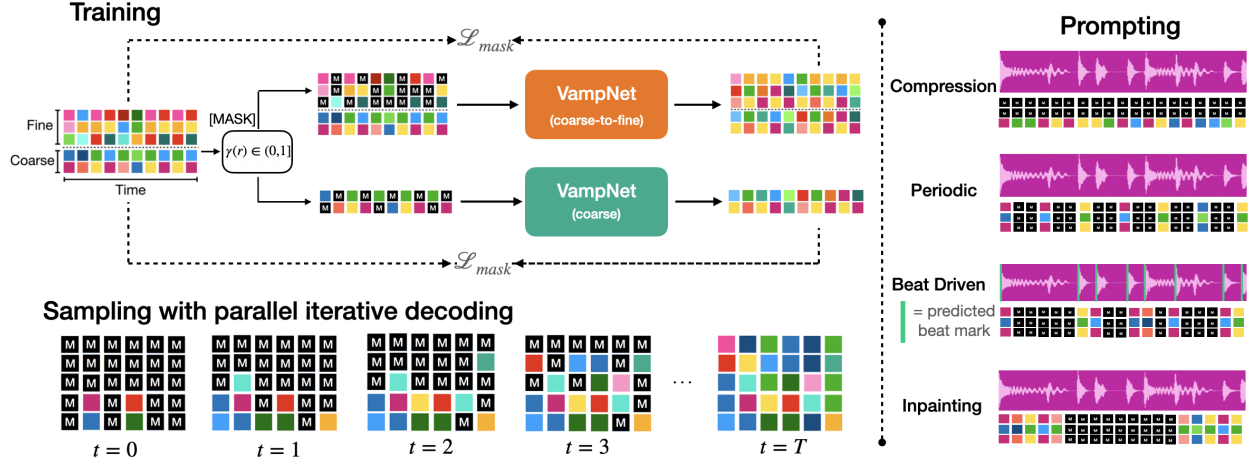 Training
ℒmask
[MASK]
Fine
Coarse
γ(r) ∈ (0,1]
Time
VampNet
(coarse-to-fine)
VampNet
(coarse)
ℒmask
Sampling with parallel iterative decoding
t = 0
t = 1
t = 2
t = 3
...
t = T
Prompting
Compression
Periodic
Beat Driven
= predicted
beat mark
Inpainting